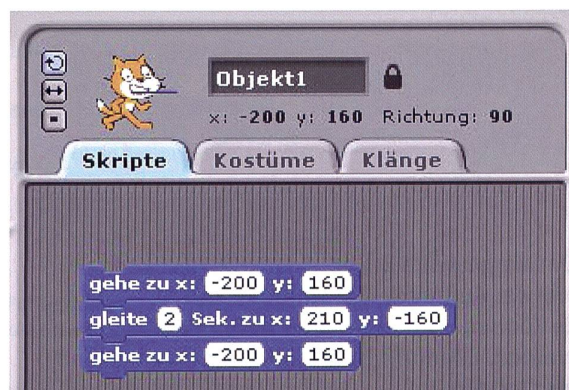 Objekt1
x: -200 y: 160 Richtung: 90
Skripte Kostüme Klänge
gehe zu x: -200 y: 160
gleite 2 Sek. zu x: 210 y: -160
gehe zu x: -200 y: 160